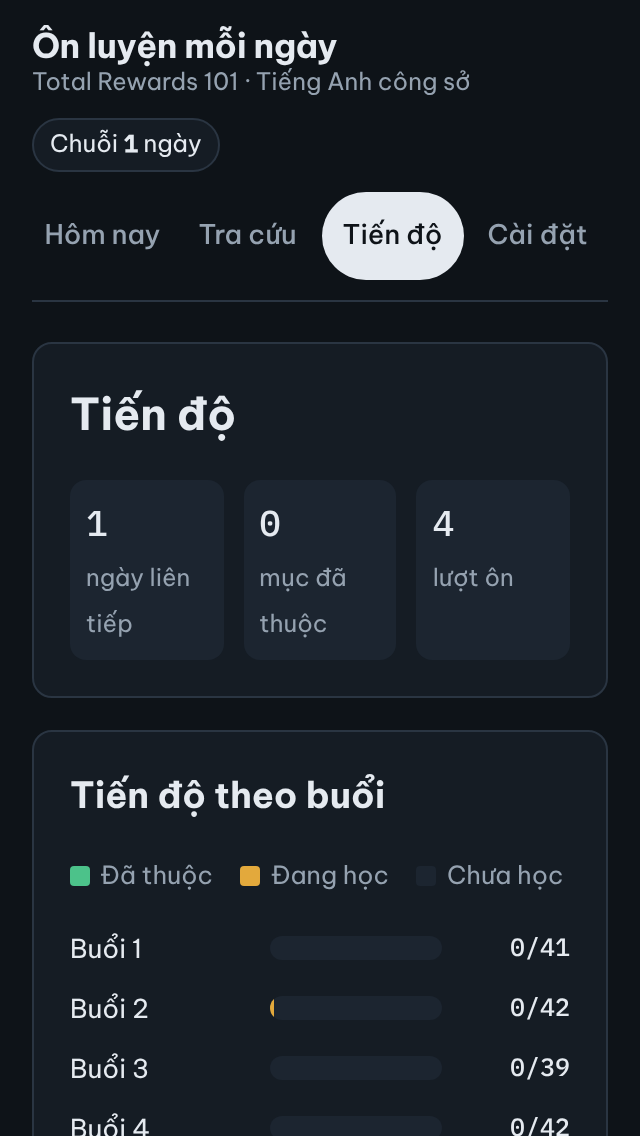 Ôn luyện mỗi ngày
Total Rewards 101 · Tiếng Anh công sở
Chuỗi 1 ngày
Hôm nay Tra cứu Tiến độ Cài đặt
Tiến độ
1 0 4
ngày liên mục đã lượt ôn
tiếp thuộc
Tiến độ theo buổi
Đã thuộc Đang học Chưa học
Buổi 1 0/41
Buổi 2 0/42
Buổi 3 0/39
Buổi 4 0/42